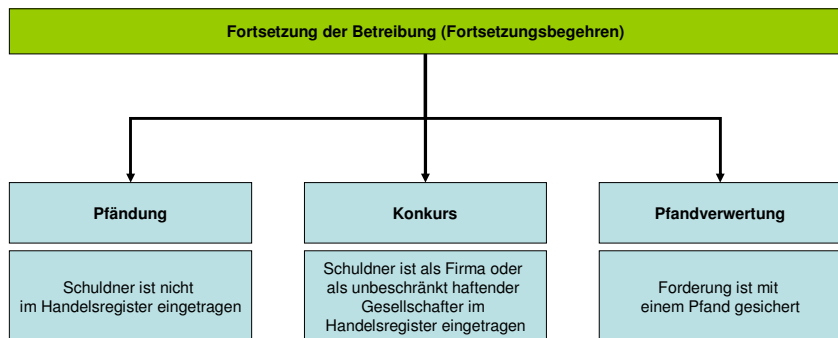 Fortsetzung der Betreibung (Fortsetzungsbegehren)
Pfändung
Schuldner ist nicht
im Handelsregister eingetragen
Konkurs
Schuldner ist als Firma oder
als unbeschränkt haftender
Gesellschafter im
Handelsregister eingetragen
Pfandverwertung
Forderung ist mit
einem Pfand gesichert